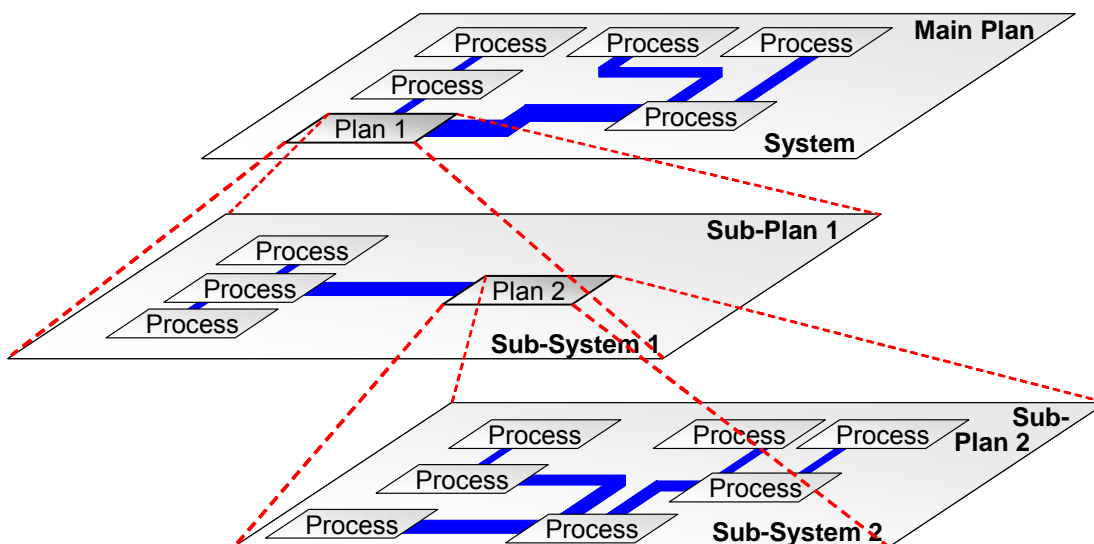 Main Plan
Process
Process
Process
Process
Process
Plan 1
System
Sub-Plan 1
Process
Process
Plan 2
Process
Sub-System 1
Sub-
Plan 2
Process
Process
Process
Process
Process
Process
Process
Sub-System 2